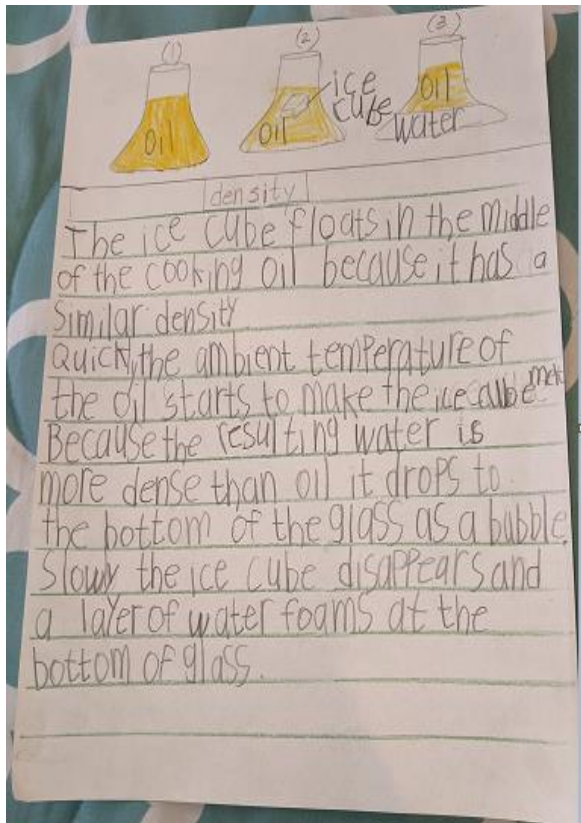 (1) (2) (3)
oil
oil
ice
cube
oil
water
density
The ice cube floats in the middle
of the cooking oil because it has a
similar density
Quickly the ambient temperature of
the oil starts to make the ice cube melt
Because the resulting water is
more dense than oil it drops to
the bottom of the glass as a bubble
Slowy the ice cube disappears and
a layer of water foams at the
bottom of glass.